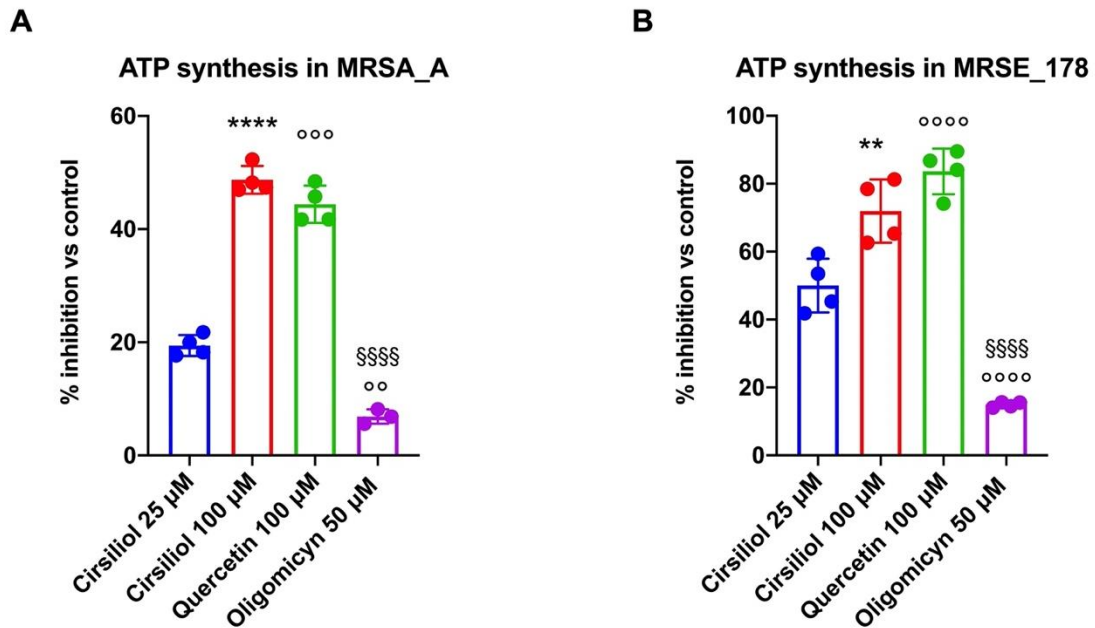 A
ATP synthesis in MRSA_A
% inhibition vs control
60
40
20
0
****
°°°
§§§§
°°
Cirsiliol 25 µM
Cirsiliol 100 µM
Quercetin 100 µM
Oligomicyn 50 µM
B
ATP synthesis in MRSE_178
% inhibition vs control
100
80
60
40
20
0
**
°°°°
§§§§
°°°°
Cirsiliol 25 µM
Cirsiliol 100 µM
Quercetin 100 µM
Oligomicyn 50 µM